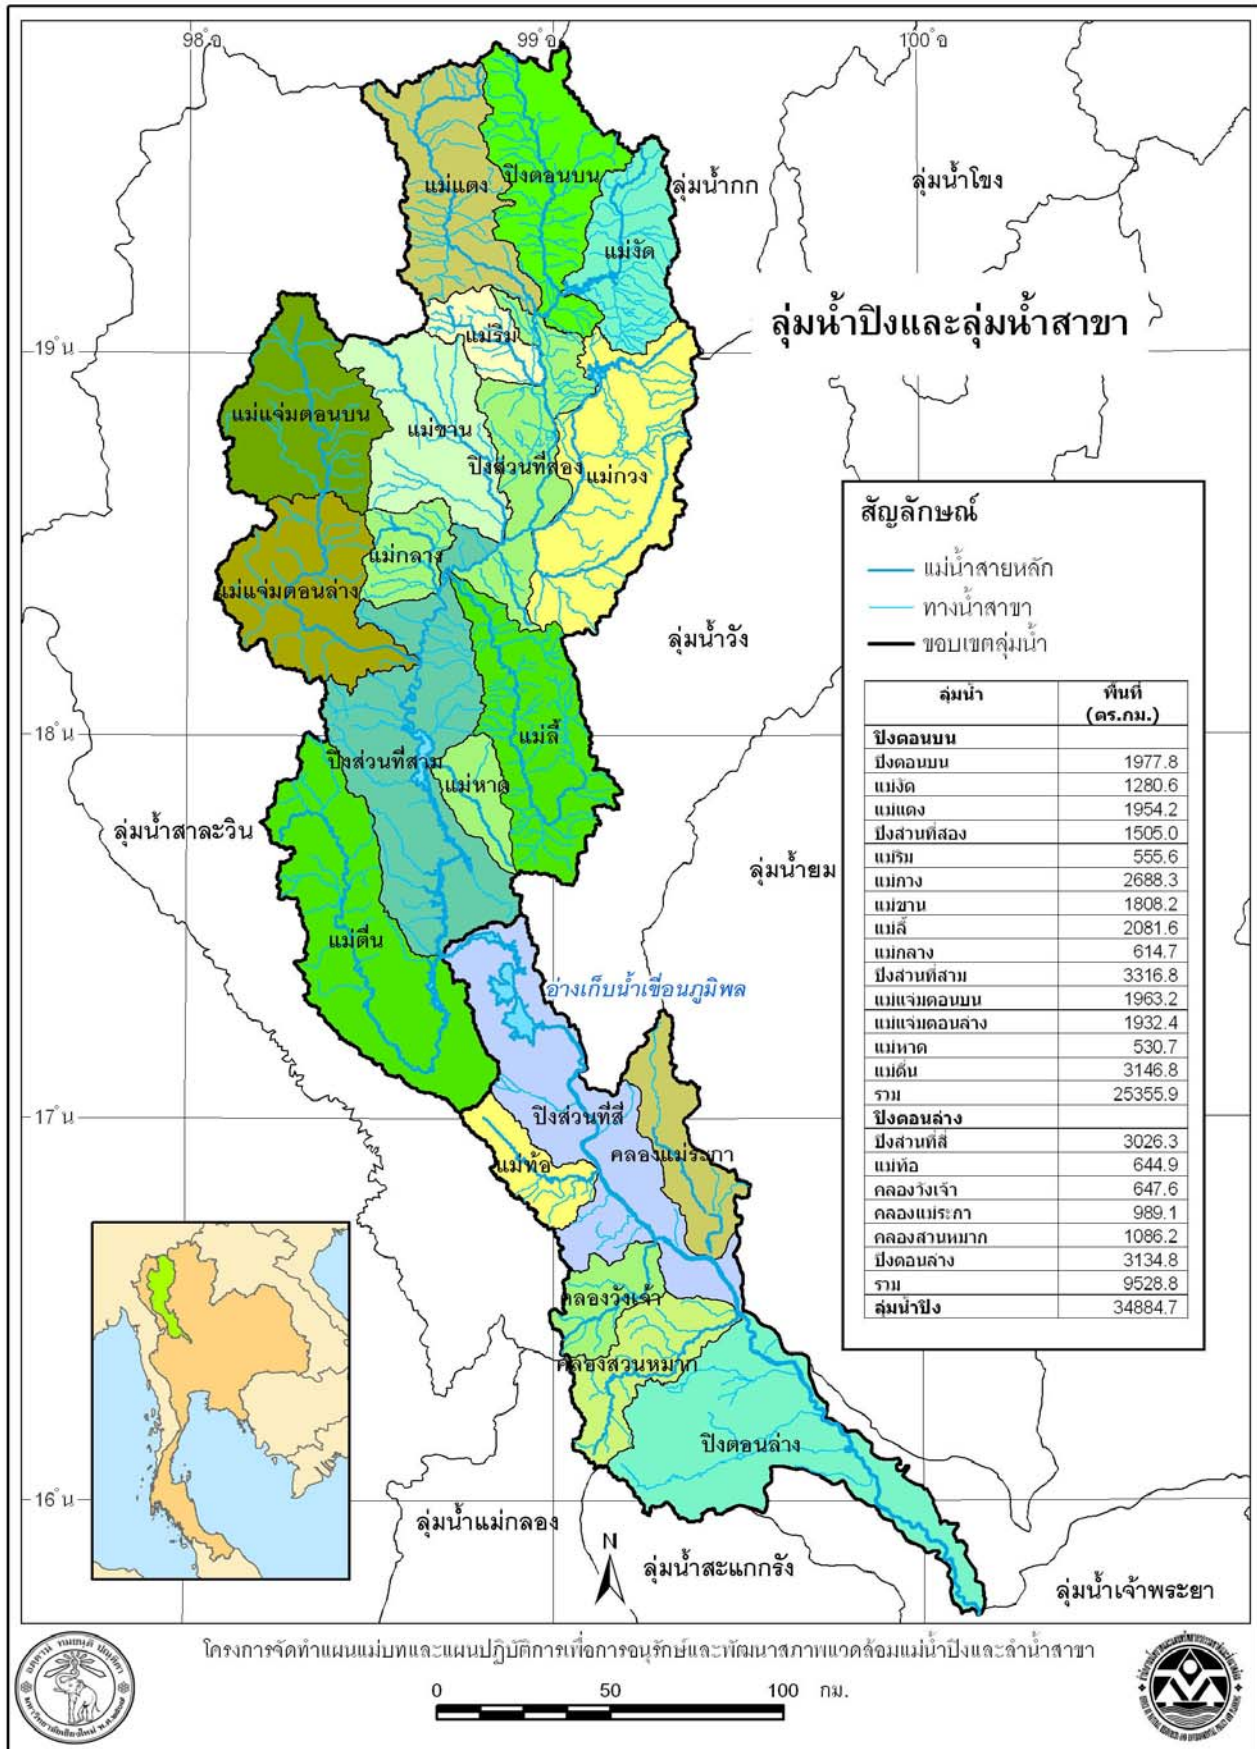 98°อ 99°อ 100°อ
แม่แตง
ปิงตอนบน
ลุ่มน้ำกก
ลุ่มน้ำโขง
แม่งัด
ลุ่มน้ำปิงและลุ่มน้ำสาขา
แม่ริม
19°น
แม่แจ่มตอนบน
แม่ขาน
ปิงส่วนที่สอง
แม่กวง
แม่กลาง
แม่แจ่มตอนล่าง
ลุ่มน้ำวัง
18°น
แม่ลี้
ปิงส่วนที่สาม
แม่หาด
ลุ่มน้ำสาละวิน
ลุ่มน้ำยม
แม่ตื่น
อ่างเก็บน้ำเขื่อนภูมิพล
17°น
ปิงส่วนที่สี่
คลองแม่ระกา
แม่ท้อ
คลองวังเจ้า
คลองสวนหมาก
ปิงตอนล่าง
16°น
ลุ่มน้ำแม่กลอง
N
ลุ่มน้ำสะแกกรัง
ลุ่มน้ำเจ้าพระยา
สัญลักษณ์
แม่น้ำสายหลัก
ทางน้ำสาขา
ขอบเขตลุ่มน้ำ
ลุ่มน้ำ พื้นที่
(ตร.กม.)
ปิงตอนบน
ปิงตอนบน 1977.8
แม่งัด 1280.6
แม่แตง 1954.2
ปิงส่วนที่สอง 1505.0
แม่ริม 555.6
แม่กวง 2688.3
แม่ขาน 1808.2
แม่ลี้ 2081.6
แม่กลาง 614.7
ปิงส่วนที่สาม 3316.8
แม่แจ่มตอนบน 1963.2
แม่แจ่มตอนล่าง 1932.4
แม่หาด 530.7
แม่ตื่น 3146.8
รวม 25355.9
ปิงตอนล่าง
ปิงส่วนที่สี่ 3026.3
แม่ท้อ 644.9
คลองวังเจ้า 647.6
คลองแม่ระกา 989.1
คลองสวนหมาก 1086.2
ปิงตอนล่าง 3134.8
รวม 9528.8
ลุ่มน้ำปิง 34884.7
โครงการจัดทำแผนแม่บทและแผนปฏิบัติการเพื่อการอนุรักษ์และพัฒนาสภาพแวดล้อมแม่น้ำปิงและลำน้ำสาขา
0 50 100 กม.